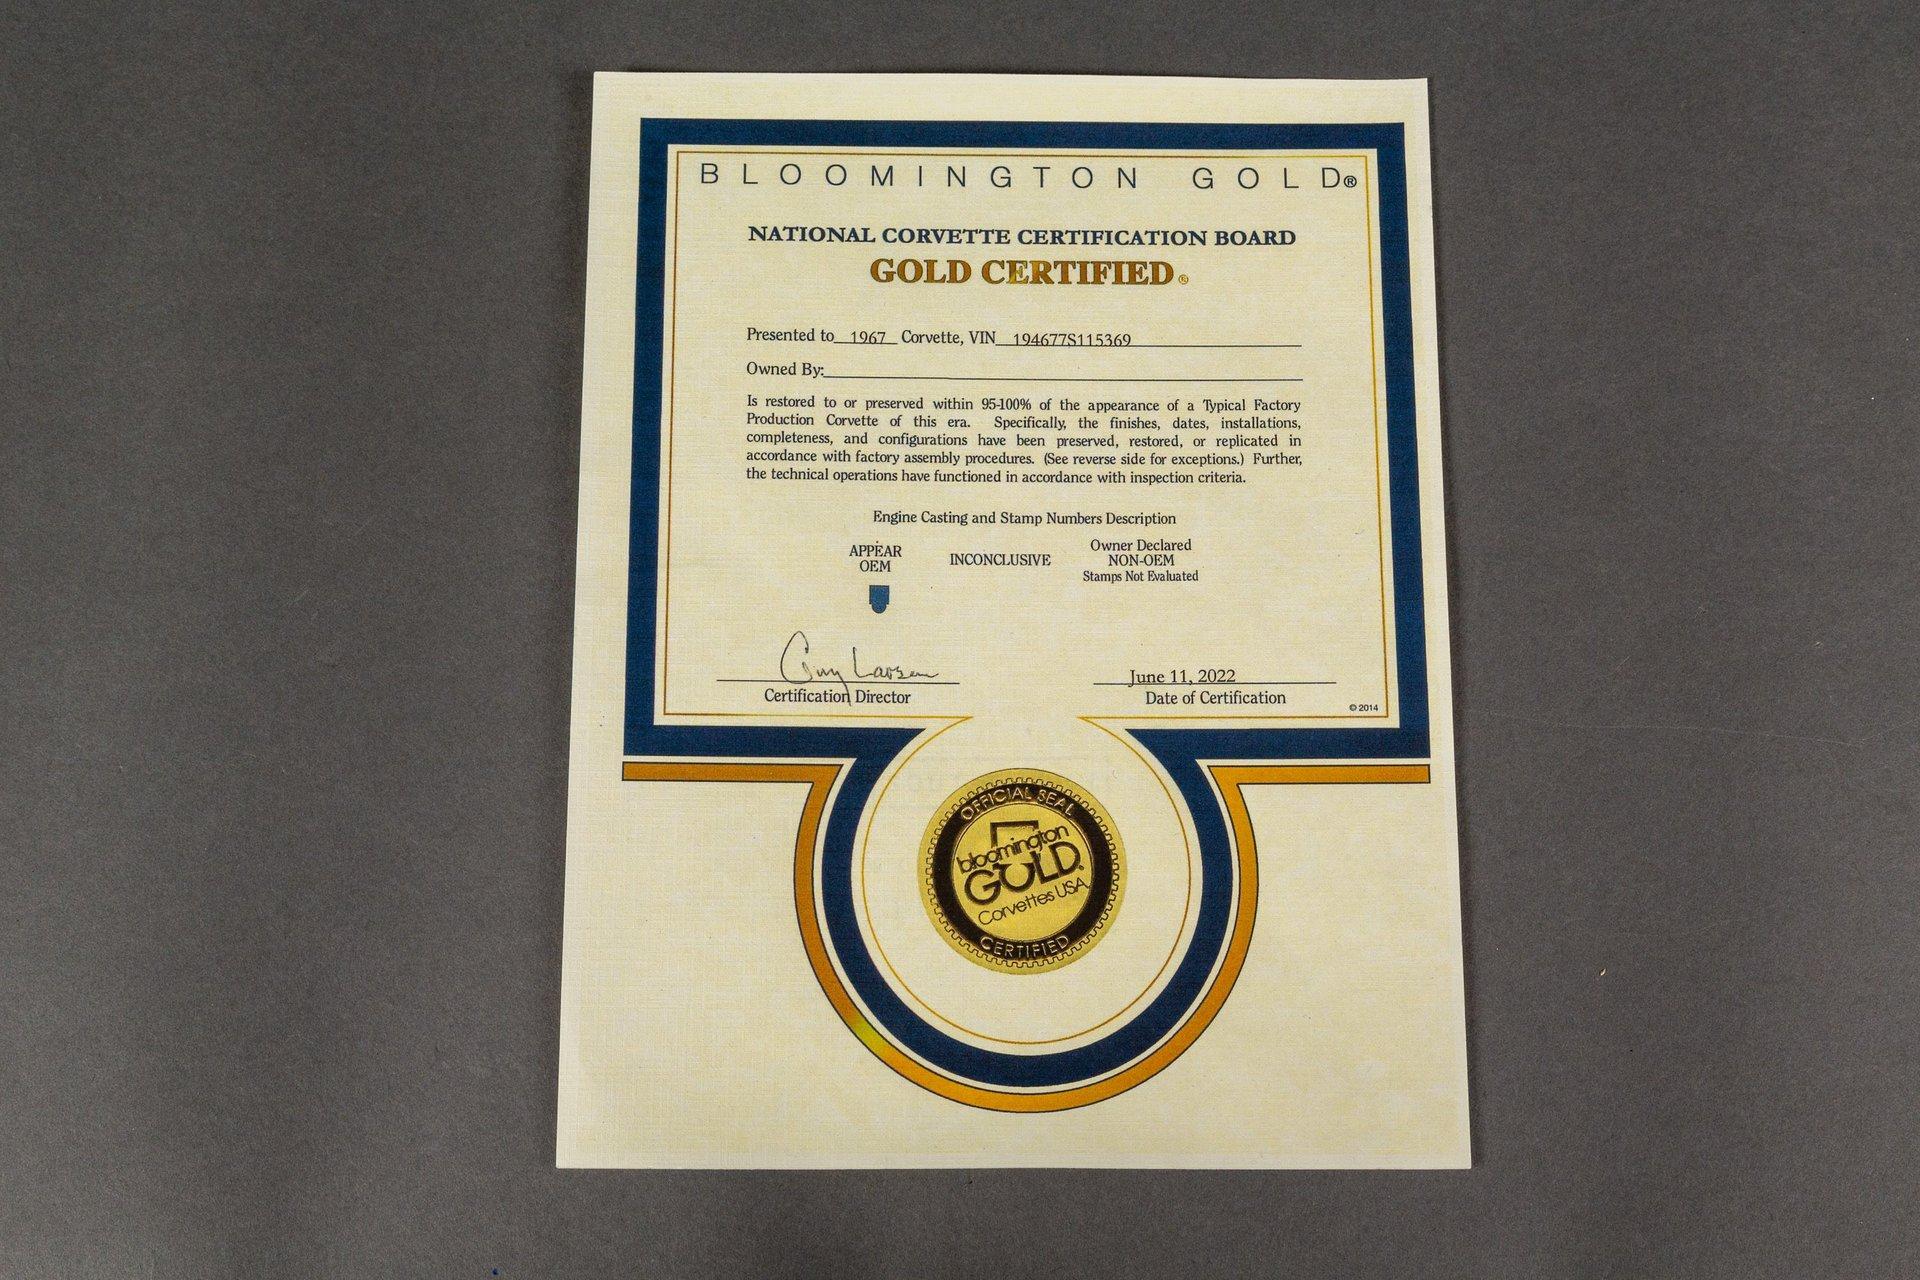 BLOOMINGTON GOLD®
NATIONAL CORVETTE CERTIFICATION BOARD
GOLD CERTIFIED®
Presented to 1967 Corvette, VIN 194677S115369
Owned By:
Is restored to or preserved within 95-100% of the appearance of a Typical Factory
Production Corvette of this era. Specifically, the finishes, dates, installations,
completeness, and configurations have been preserved, restored, or replicated in
accordance with factory assembly procedures. (See reverse side for exceptions.) Further,
the technical operations have functioned in accordance with inspection criteria.
Engine Casting and Stamp Numbers Description
APPEAR
OEM
INCONCLUSIVE
Owner Declared
NON-OEM
Stamps Not Evaluated
Guy Larsen
Certification Director
June 11, 2022
Date of Certification
© 2014
OFFICIAL SEAL
bloomington
GOLD®
Corvettes USA
CERTIFIED